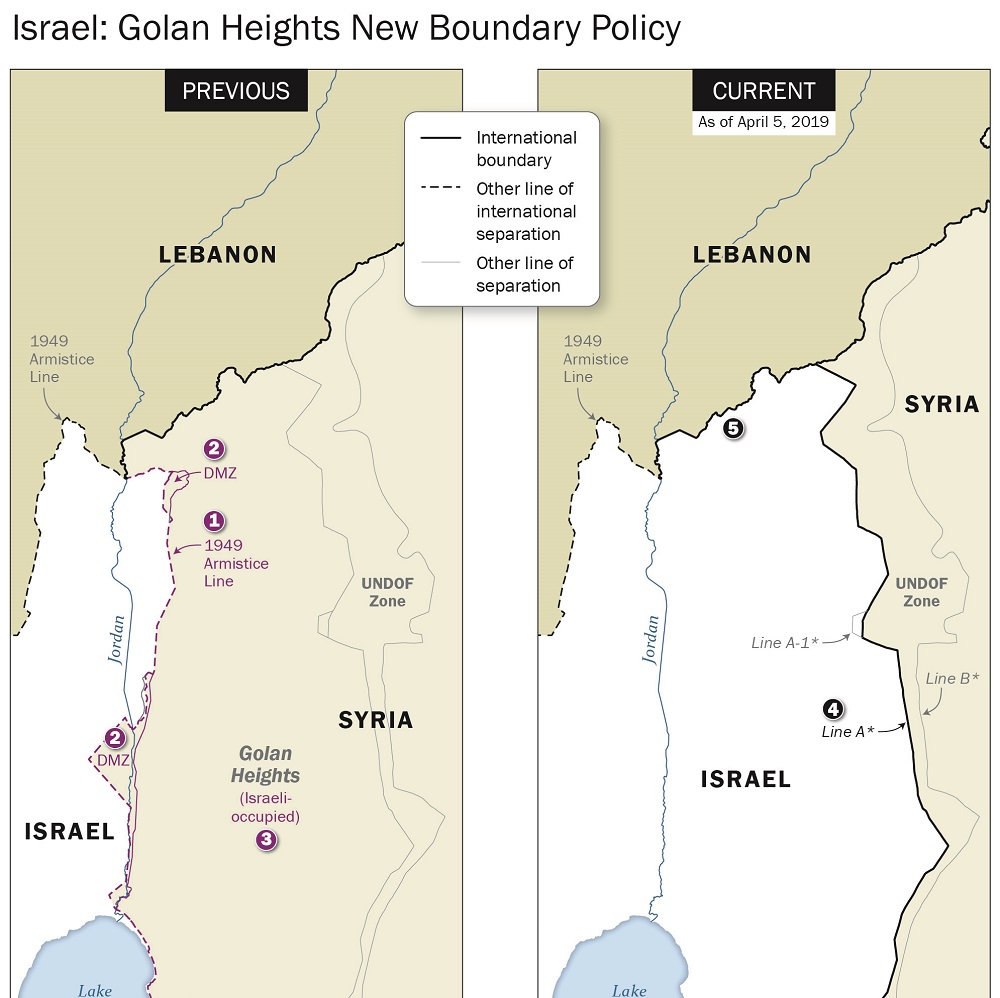 Israel: Golan Heights New Boundary Policy
PREVIOUS
LEBANON
1949
Armistice
Line
2
DMZ
1
1949
Armistice
Line
UNDOF
Zone
Jordan
SYRIA
2
DMZ
Golan
Heights
(Israeli-
occupied)
3
ISRAEL
Lake
International
boundary
Other line of
international
separation
Other line of
separation
CURRENT
As of April 5, 2019
LEBANON
1949
Armistice
Line
SYRIA
5
UNDOF
Zone
Jordan
Line A-1*
Line B*
4
Line A*
ISRAEL
Lake